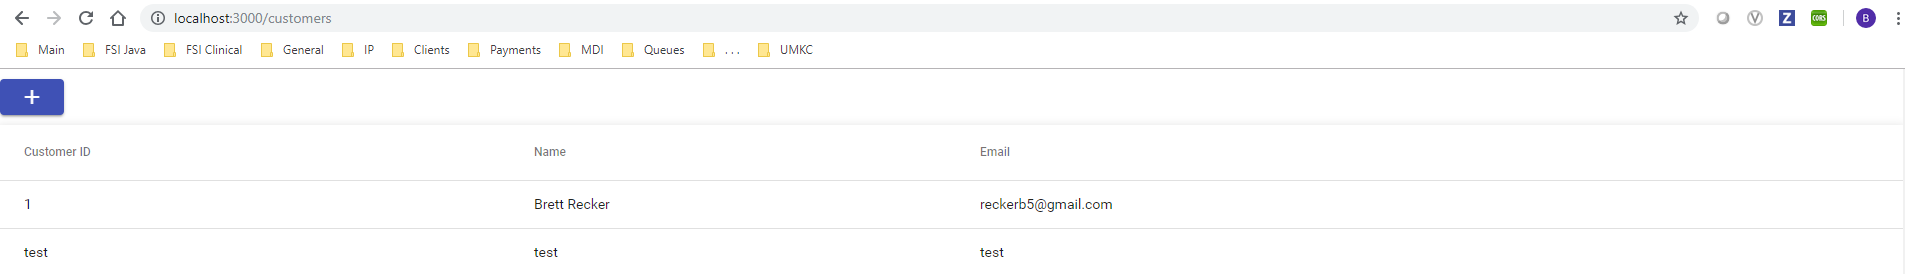 localhost:3000/customers
V Z CORS B
Main FSI Java FSI Clinical General IP Clients Payments MDI Queues ... UMKC
+
Customer ID Name Email
1 Brett Recker reckerb5@gmail.com
test test test